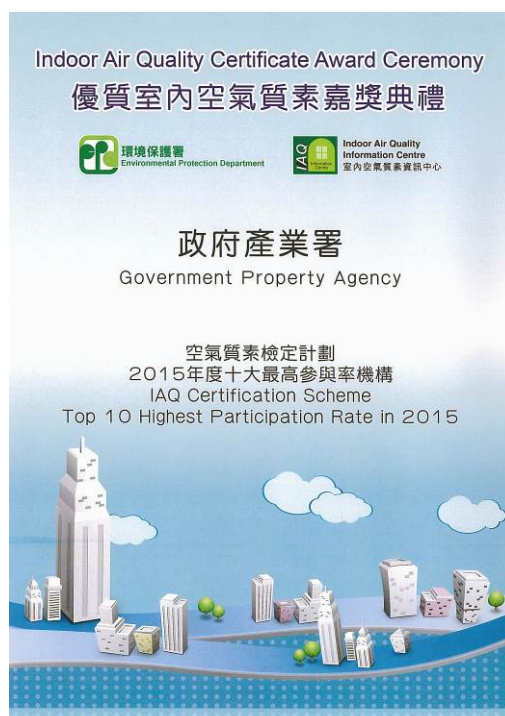 Indoor Air Quality Certificate Award Ceremony
優質室內空氣質素嘉獎典禮
環境保護署
Environmental Protection Department
IAQ
Information
Centre
Indoor Air Quality
Information Centre
室內空氣質素資訊中心
政府產業署
Government Property Agency
空氣質素檢定計劃
2015年度十大最高參與率機構
IAQ Certification Scheme
Top 10 Highest Participation Rate in 2015